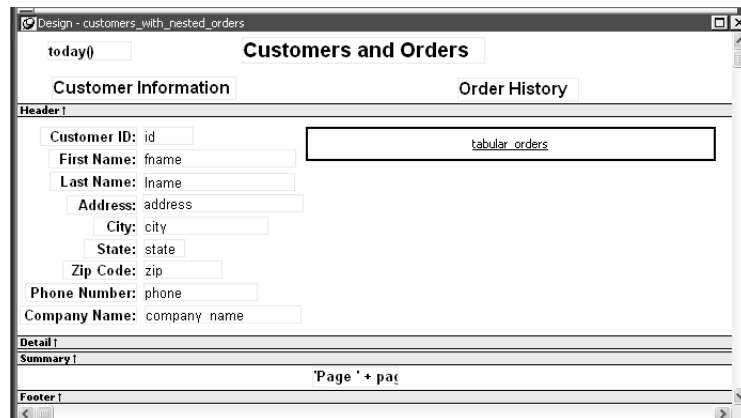 Design - customers_with_nested_orders
today() Customers and Orders
Customer Information Order History
Header ↑
Customer ID: id
tabular_orders
First Name: fname
Last Name: lname
Address: address
City: city
State: state
Zip Code: zip
Phone Number: phone
Company Name: company_name
Detail ↑
Summary ↑
'Page ' + pag
Footer ↑